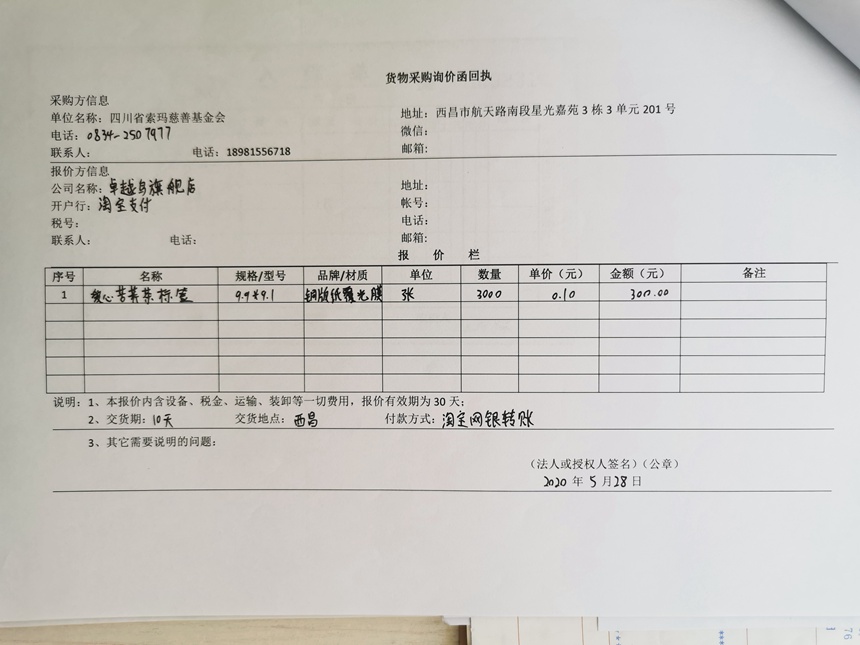 货物采购询价函回执
采购方信息
单位名称：四川省索玛慈善基金会 地址：西昌市航天路南段星光嘉苑3栋3单元201号
电话：0834-2507977 微信：
联系人： 电话：18981556718 邮箱：
报价方信息
公司名称：卓越鸟旗舰店 地址：
开户行：淘宝支付 帐号：
税号： 电话：
联系人： 电话： 邮箱：
报 价 栏
序号 名称 规格/型号 品牌/材质 单位 数量 单价（元） 金额（元） 备注
1 苦荞茶标签 9.9*9.1 铜版纸覆光膜 张 3000 0.10 300.00
说明：1、本报价内含设备、税金、运输、装卸等一切费用，报价有效期为30天；
2、交货期：10天 交货地点：西昌 付款方式：淘宝网银转账
3、其它需要说明的问题：
（法人或授权人签名）（公章）
2020年5月28日
76